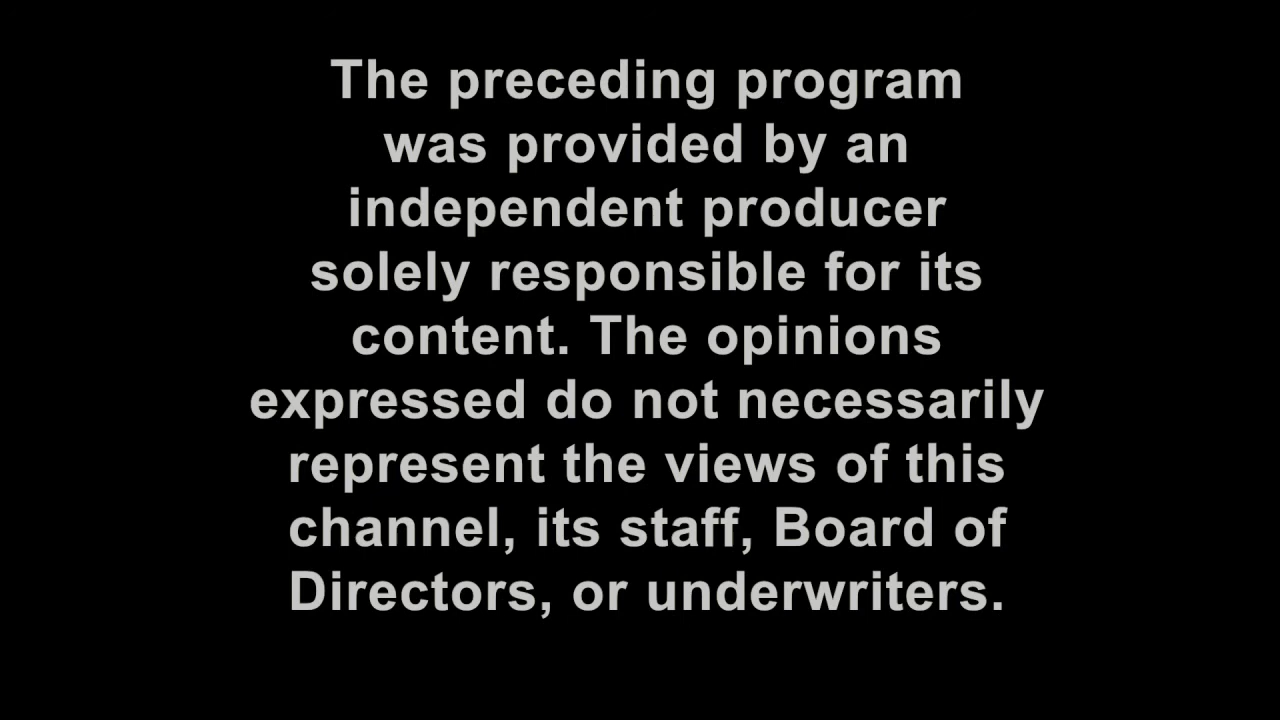 The preceding program
was provided by an
independent producer
solely responsible for its
content. The opinions
expressed do not necessarily
represent the views of this
channel, its staff, Board of
Directors, or underwriters.